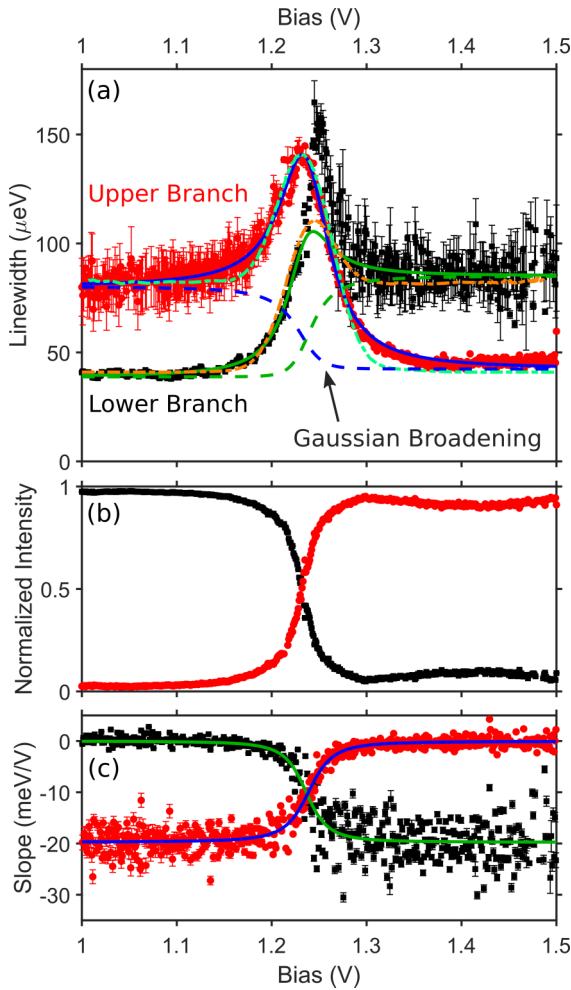 Bias (V)
1 1.1 1.2 1.3 1.4 1.5
(a)
150
Upper Branch
100
Linewidth (μeV)
50
Lower Branch
Gaussian Broadening
0
1
(b)
Normalized Intensity
0.5
0
0
(c)
-10
Slope (meV/V)
-20
-30
1 1.1 1.2 1.3 1.4 1.5
Bias (V)